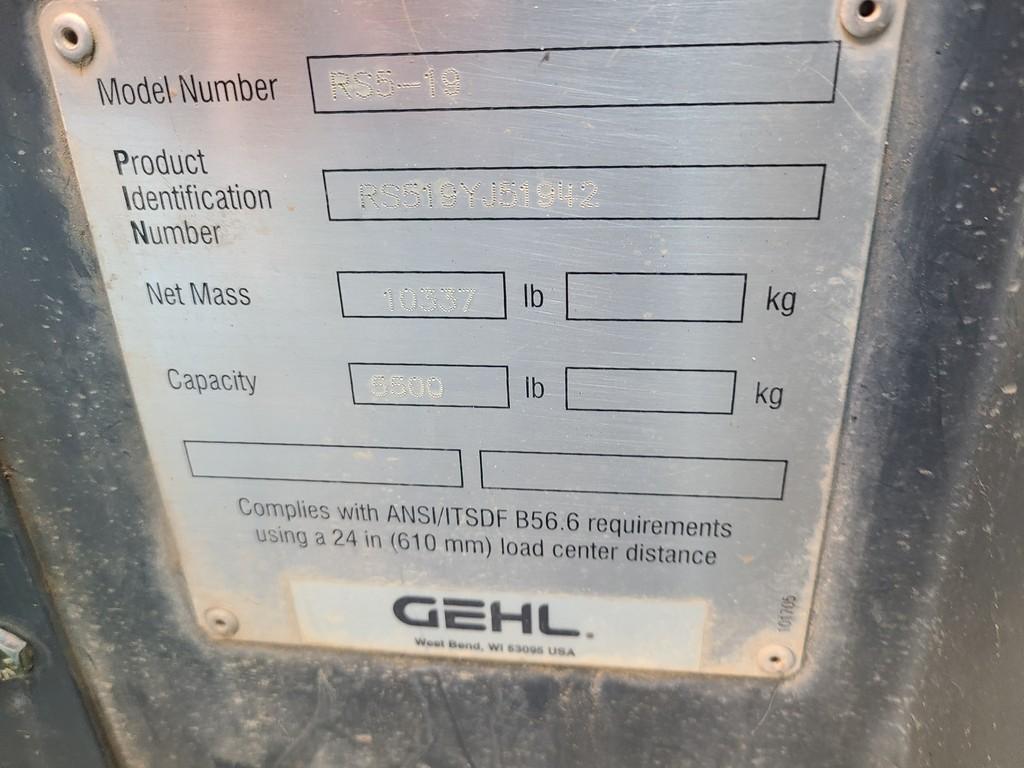 Model Number RS5-19
Product
Identification
Number RS519YJ51942
Net Mass 10337 lb kg
Capacity 5500 lb kg
Complies with ANSI/ITSDF B56.6 requirements
using a 24 in (610 mm) load center distance
GEHL.
West Bend, WI 53095 USA
101705